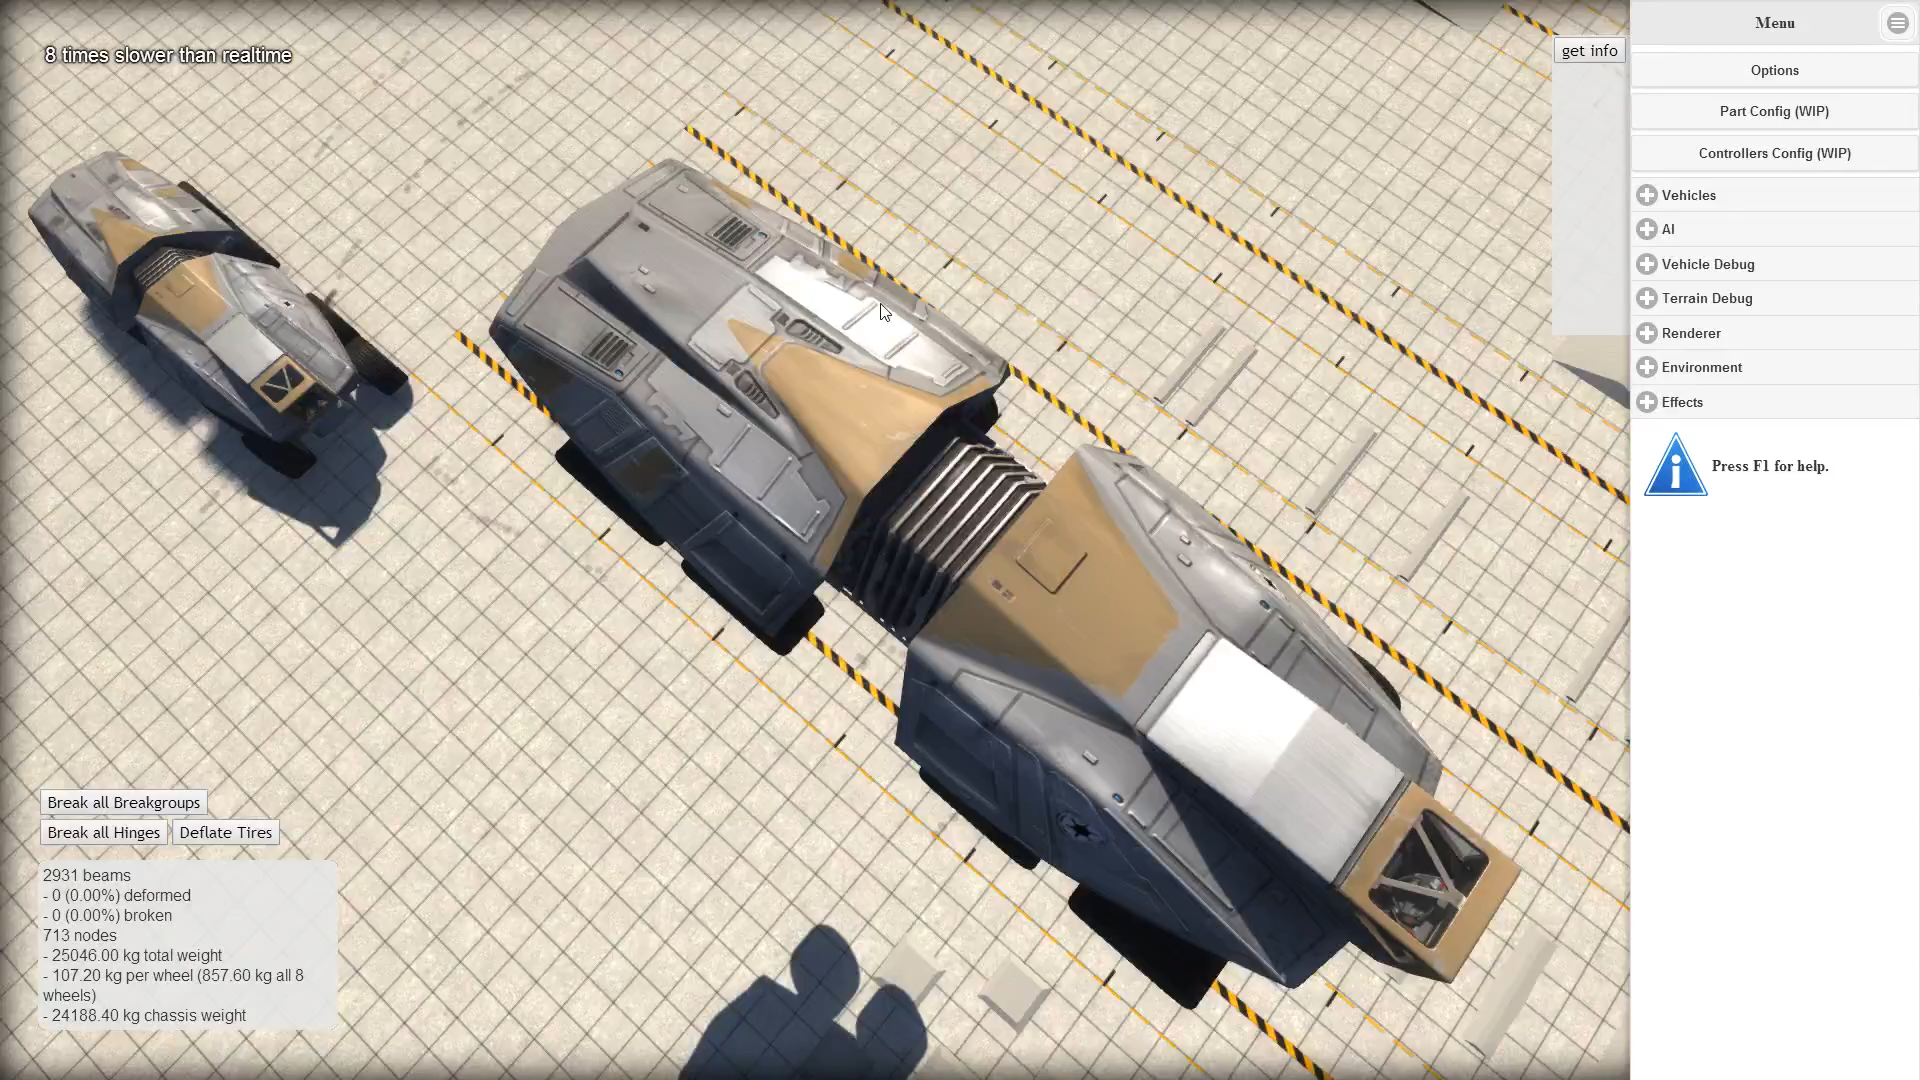 8 times slower than realtime
get info
Menu
Options
Part Config (WIP)
Controllers Config (WIP)
Vehicles
AI
Vehicle Debug
Terrain Debug
Renderer
Environment
Effects
Press F1 for help.
Break all Breakgroups
Break all Hinges
Deflate Tires
2931 beams
- 0 (0.00%) deformed
- 0 (0.00%) broken
713 nodes
- 25046.00 kg total weight
- 107.20 kg per wheel (857.60 kg all 8
wheels)
- 24188.40 kg chassis weight